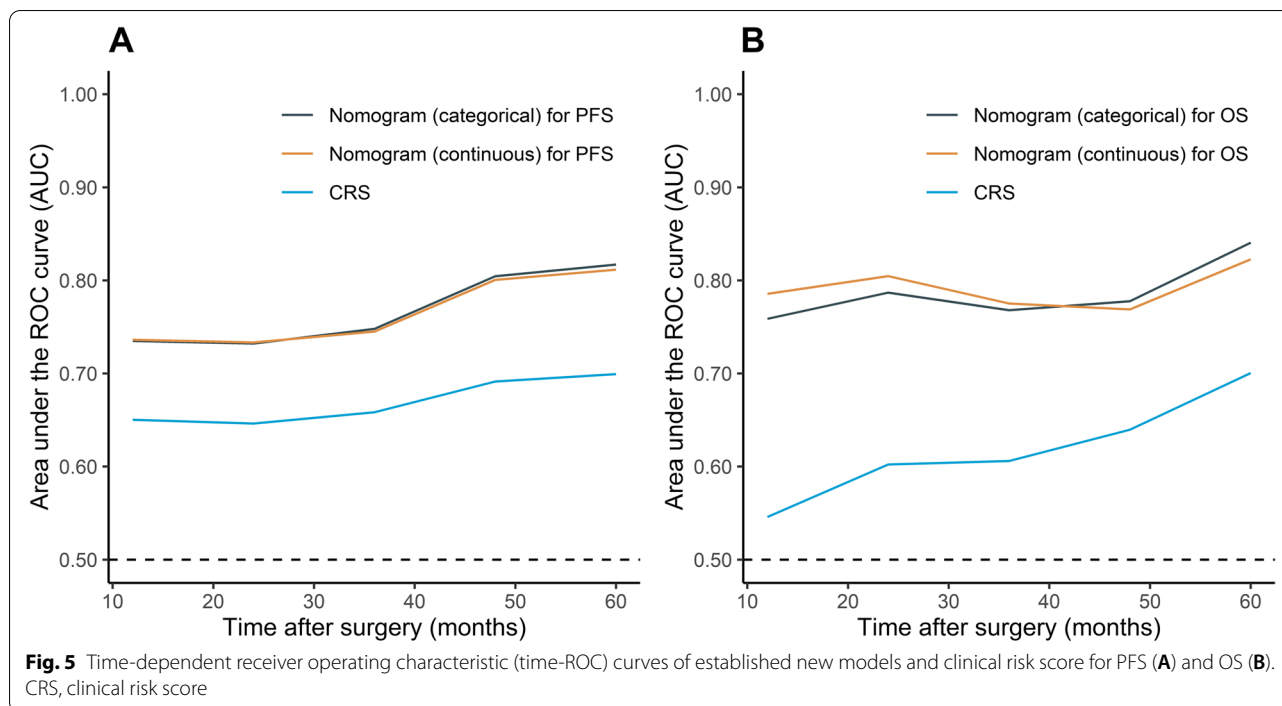 A
Area under the ROC curve (AUC)
1.00
0.90
0.80
0.70
0.60
0.50
Nomogram (categorical) for PFS
Nomogram (continuous) for PFS
CRS
10 20 30 40 50 60
Time after surgery (months)
B
Area under the ROC curve (AUC)
1.00
0.90
0.80
0.70
0.60
0.50
Nomogram (categorical) for OS
Nomogram (continuous) for OS
CRS
10 20 30 40 50 60
Time after surgery (months)
Fig. 5 Time-dependent receiver operating characteristic (time-ROC) curves of established new models and clinical risk score for PFS (A) and OS (B).
CRS, clinical risk score